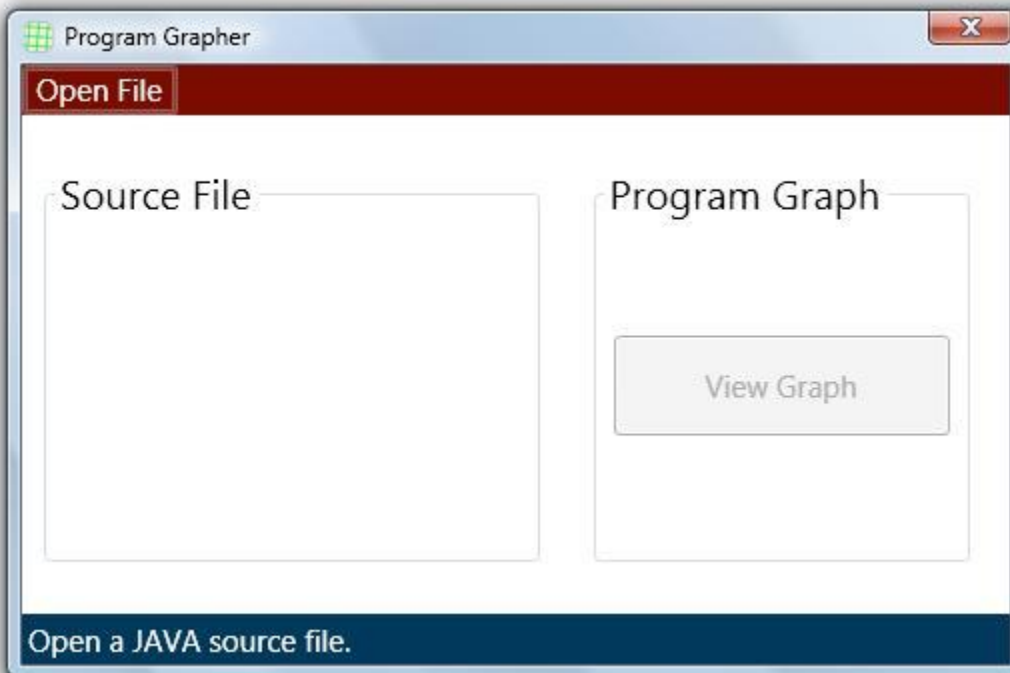 Program Grapher
Open File
Source File
Program Graph
View Graph
Open a JAVA source file.